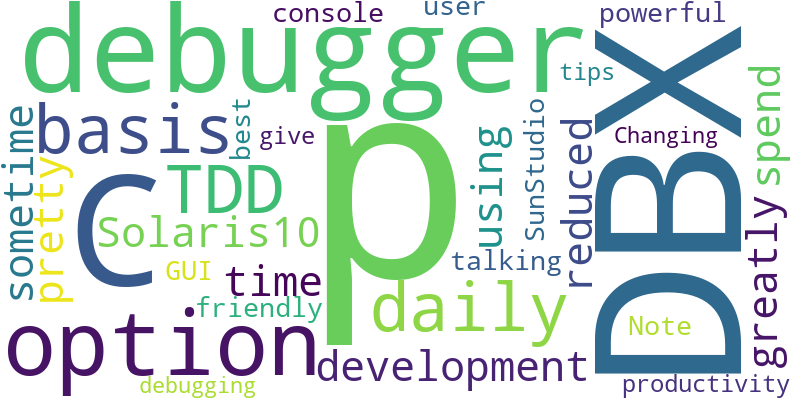 console
user
powerful
debugger
tips
DBX
p
C
basis
best
give
sometime
pretty
TDD
using
SunStudio
reduced
Changing
spend
Solaris10
GUI
time
talking
greatly
friendly
daily
Note
option
development
debugging
productivity